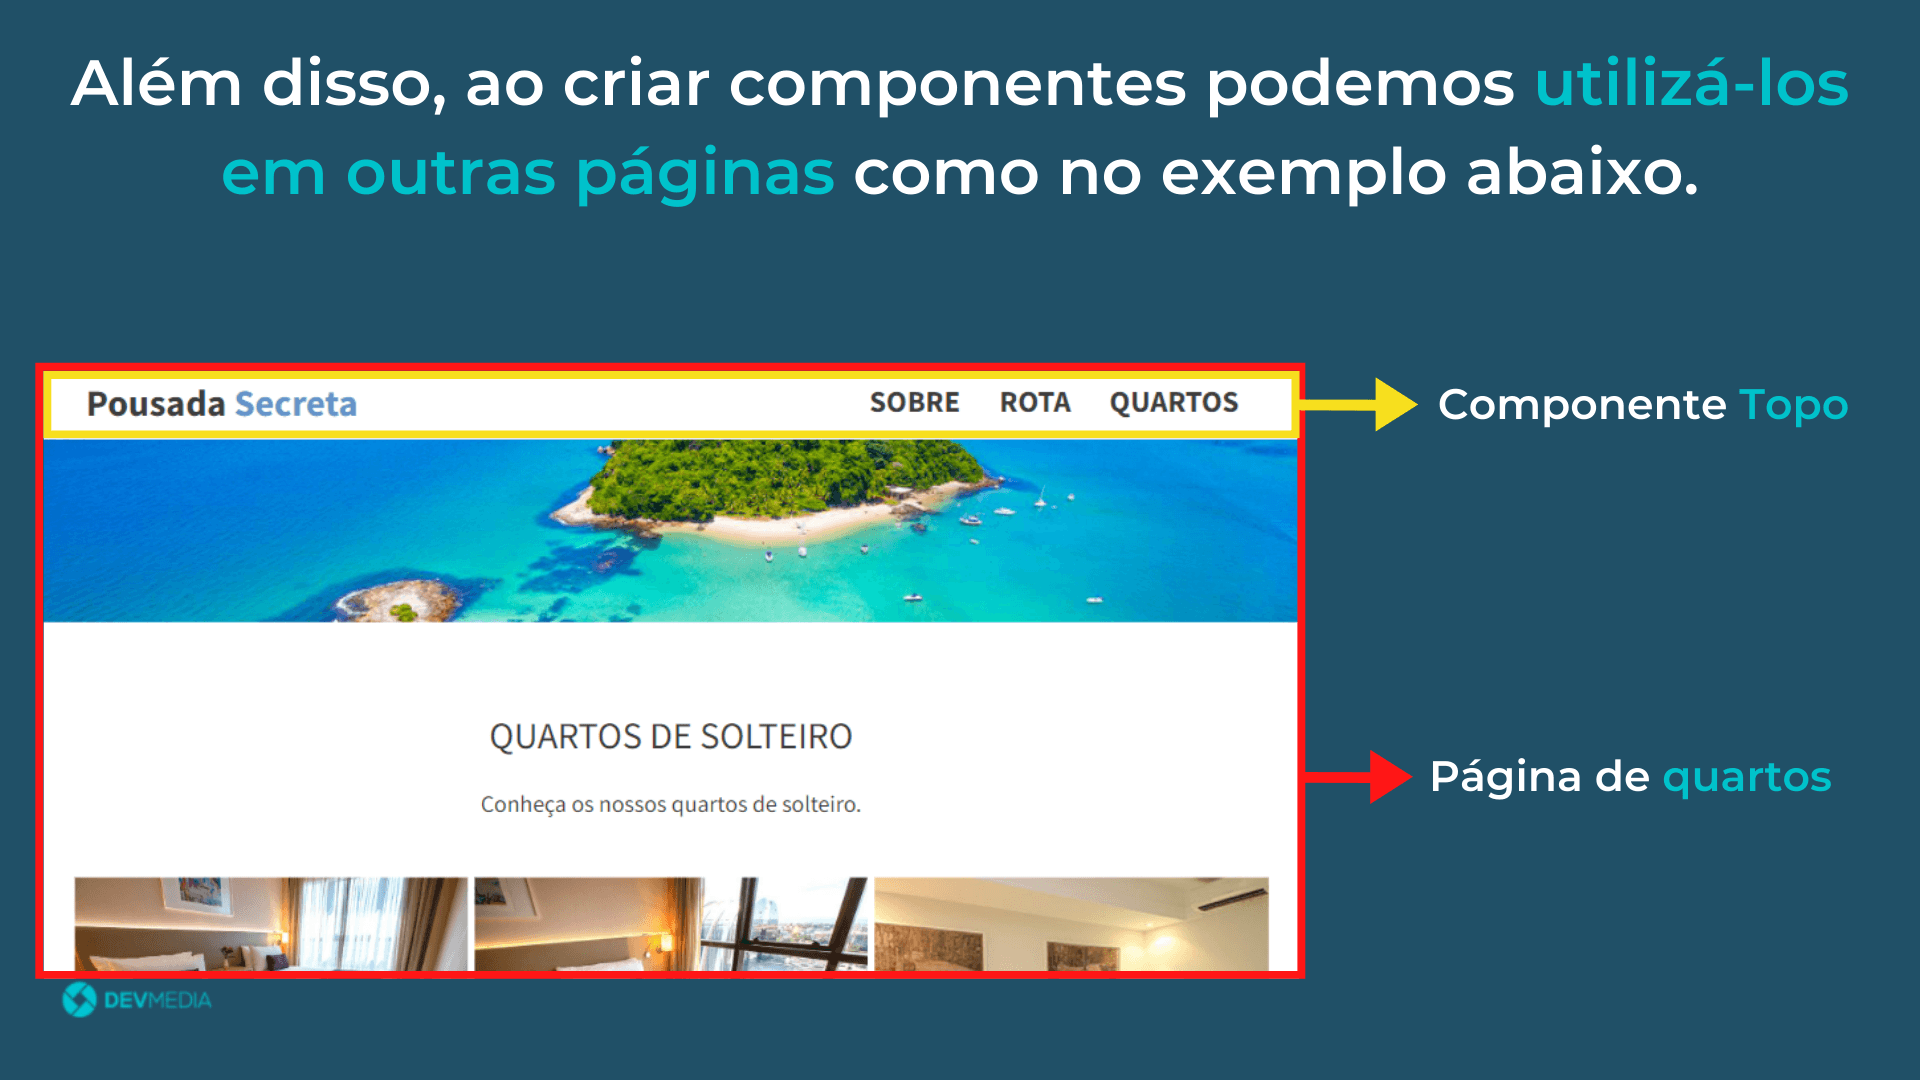 Além disso, ao criar componentes podemos utilizá-los
em outras páginas como no exemplo abaixo.
Pousada Secreta
SOBRE ROTA QUARTOS
Componente Topo
QUARTOS DE SOLTEIRO
Conheça os nossos quartos de solteiro.
Página de quartos
DEVMEDIA